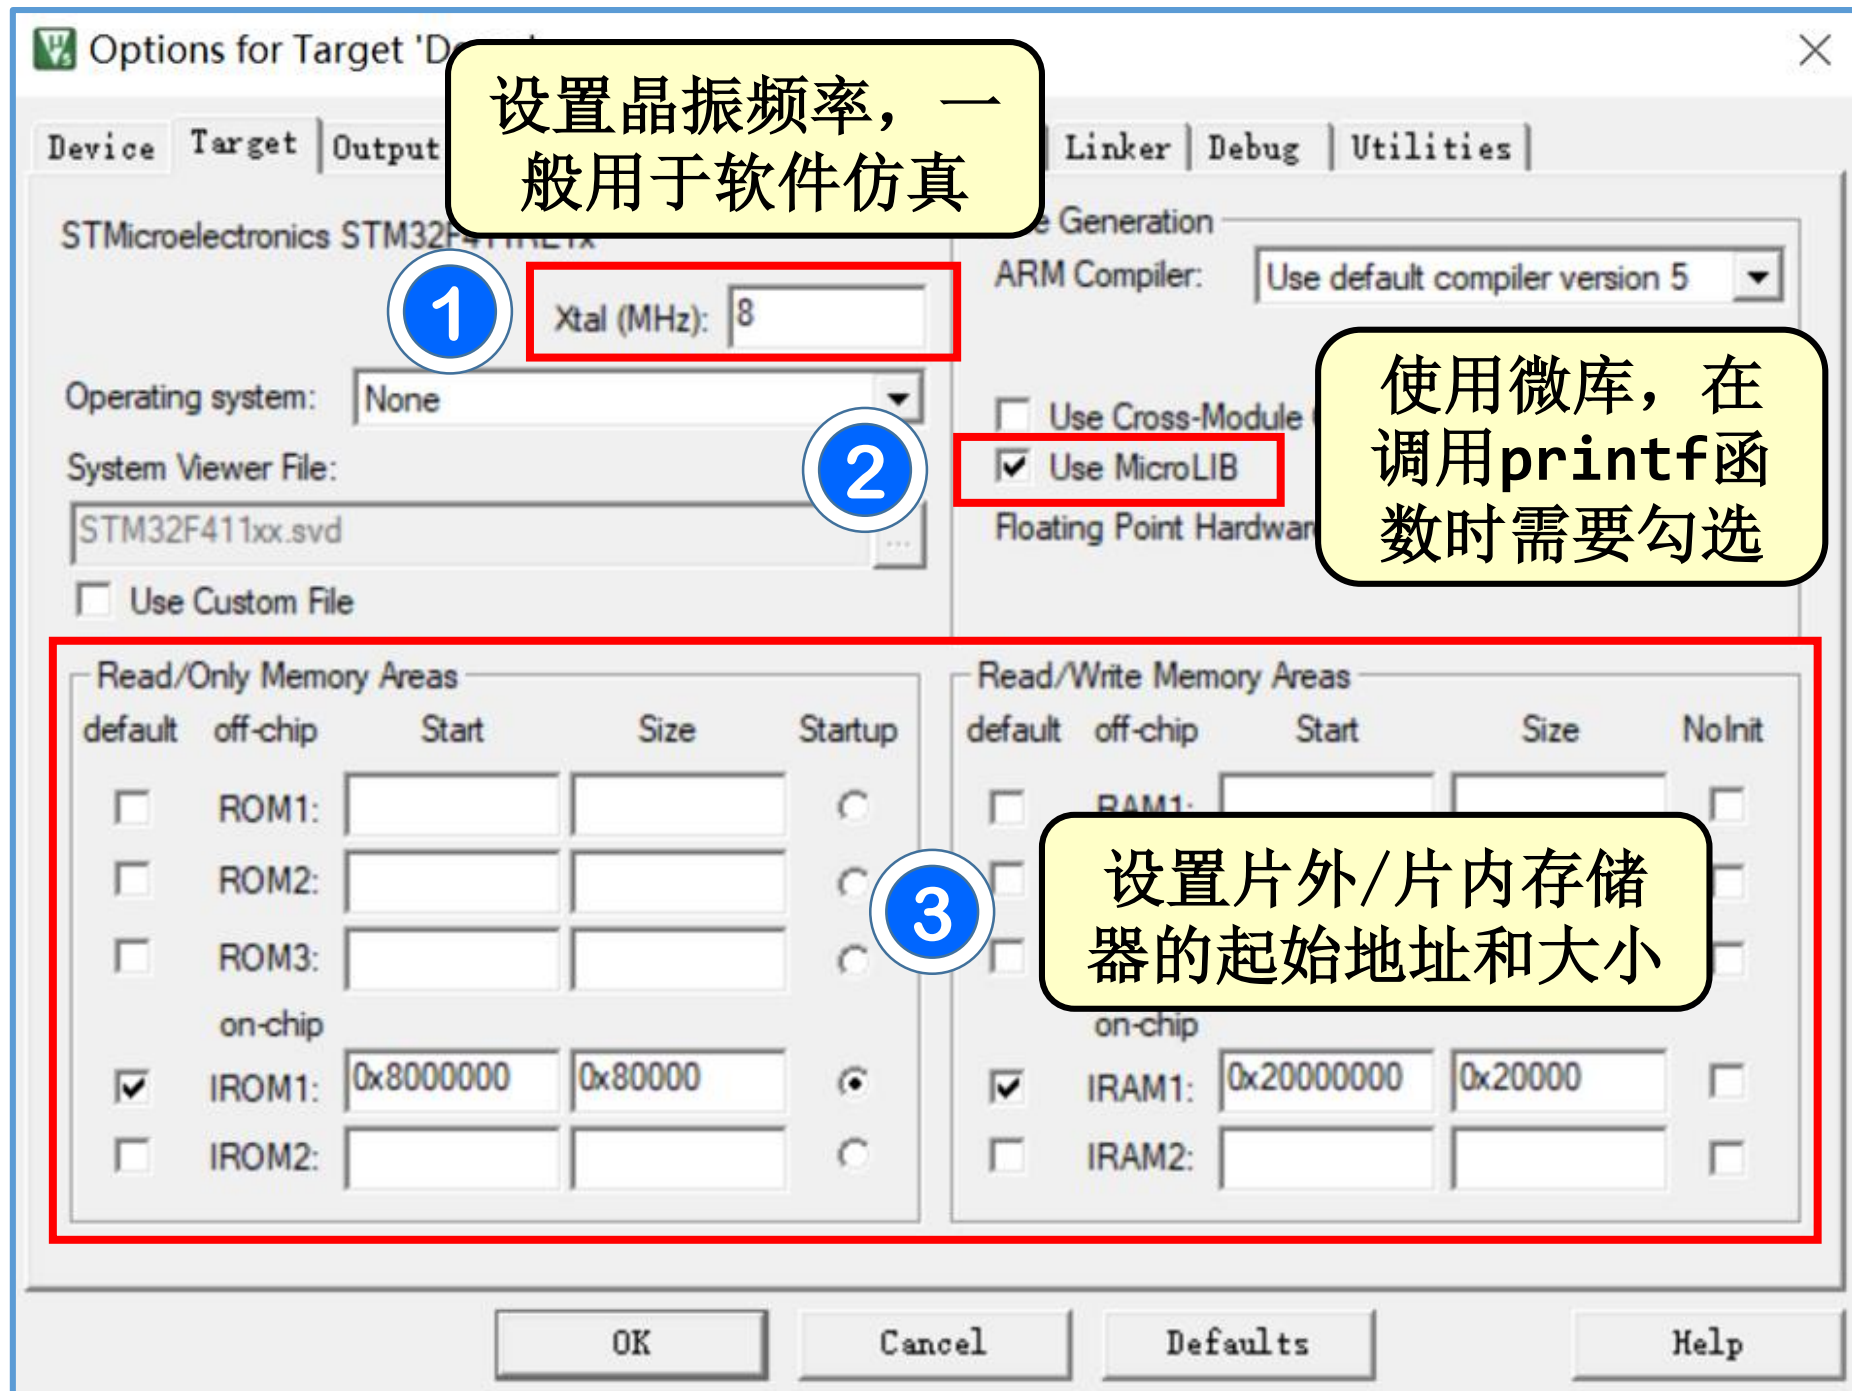 Options for Target
设置晶振频率，一
般用于软件仿真
Device Target Output Linker Debug Utilities
STMicroelectronics
Generation
ARM Compiler: Use default compiler version 5
1
Xtal (MHz): 8
Operating system: None
使用微库，在
调用printf函
数时需要勾选
Use Cross-Module
2
Use MicroLIB
System Viewer File:
STM32F411xx.svd
...
Floating Point
Use Custom File
Read/Only Memory Areas
default off-chip Start Size Startup
ROM1:
ROM2:
ROM3:
on-chip
IROM1: 0x8000000 0x80000
IROM2:
Read/Write Memory Areas
default off-chip Start Size NoInit
RAM1:
3
设置片外/片内存储
器的起始地址和大小
on-chip
IRAM1: 0x20000000 0x20000
IRAM2:
OK Cancel Defaults Help